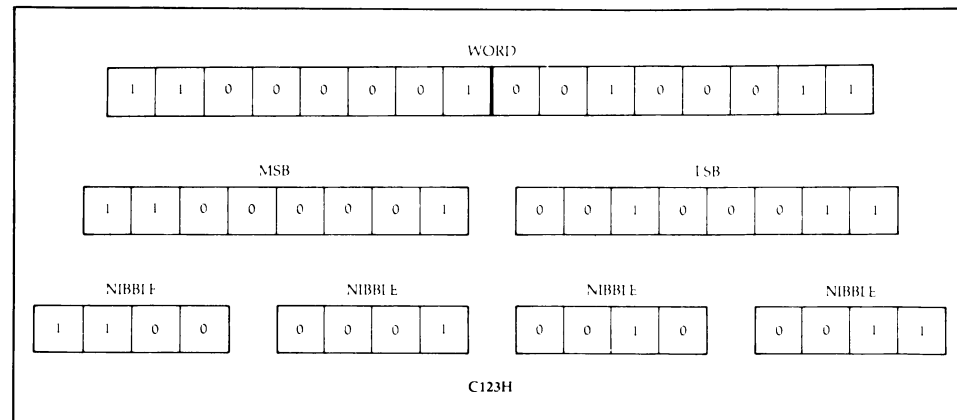 WORD
1 1 0 0 0 0 0 1 0 0 1 0 0 0 1 1
MSB LSB
1 1 0 0 0 0 0 1 0 0 1 0 0 0 1 1
NIBBLE NIBBLE NIBBLE NIBBLE
1 1 0 0 0 0 0 1 0 0 1 0 0 0 1 1
C123H